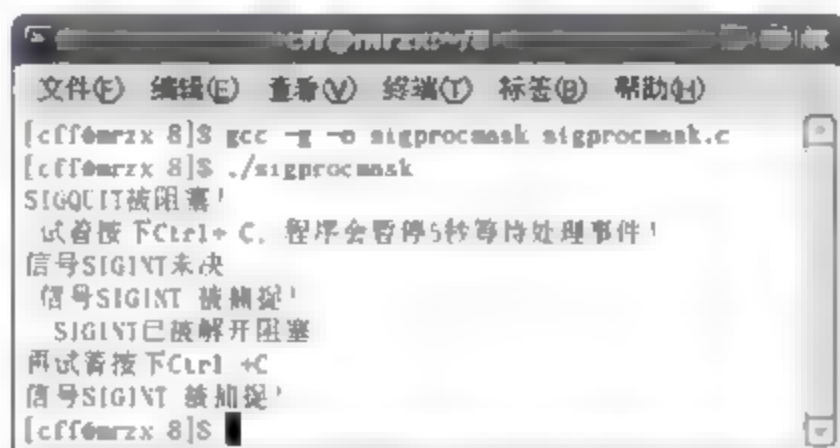 文件(F) 编辑(E) 查看(V) 终端(T) 标签(B) 帮助(H)
[cff@mrzx 8]$ gcc -g -o sigprocmask sigprocmask.c
[cff@mrzx 8]$ ./sigprocmask
SIGQUIT被阻塞!
试着按下Ctrl+ C, 程序会暂停5秒等待处理事件!
信号SIGINT未决
信号SIGINT 被捕捉!
SIGINT已被解开阻塞
再试着按下Ctrl +C
信号SIGINT 被捕捉!
[cff@mrzx 8]$